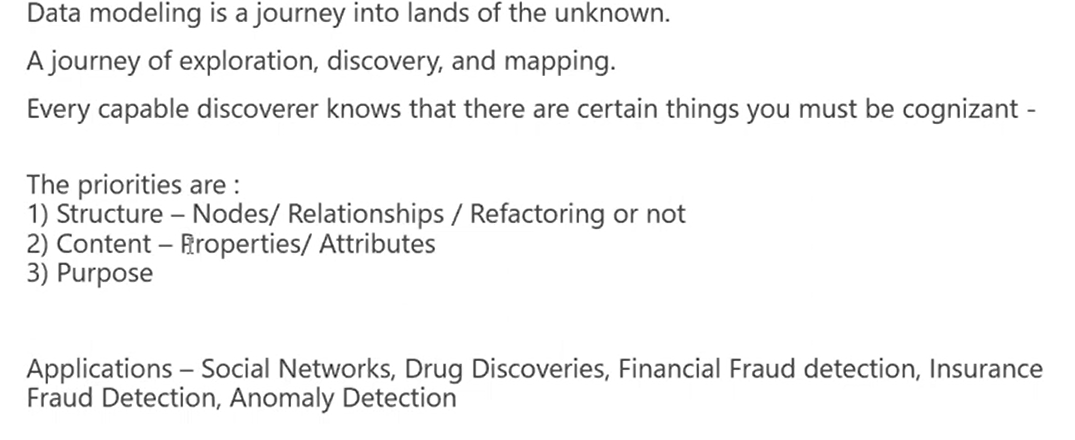 Data modeling is a journey into lands of the unknown.
A journey of exploration, discovery, and mapping.
Every capable discoverer knows that there are certain things you must be cognizant -
The priorities are :
1) Structure – Nodes/ Relationships / Refactoring or not
2) Content – Properties/ Attributes
3) Purpose
Applications – Social Networks, Drug Discoveries, Financial Fraud detection, Insurance
Fraud Detection, Anomaly Detection